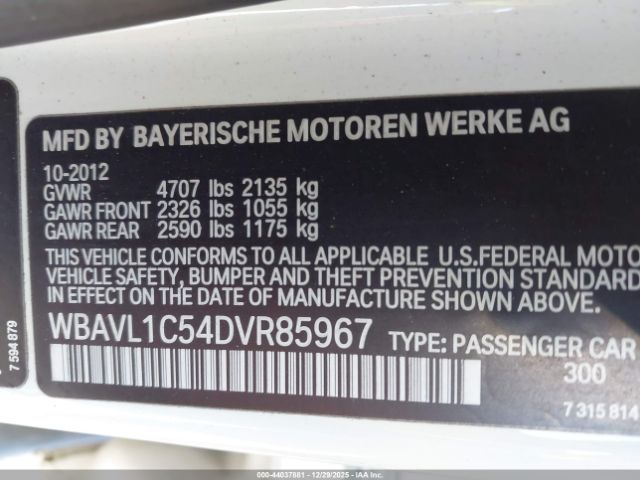 MFD BY BAYERISCHE MOTOREN WERKE AG
10-2012
GVWR 4707 lbs 2135 kg
GAWR FRONT 2326 lbs 1055 kg
GAWR REAR 2590 lbs 1175 kg
THIS VEHICLE CONFORMS TO ALL APPLICABLE U.S.FEDERAL MOTO
VEHICLE SAFETY, BUMPER AND THEFT PREVENTION STANDARD
IN EFFECT ON THE DATE OF MANUFACTURE SHOWN ABOVE.
WBAVL1C54DVR85967 TYPE: PASSENGER CAR
300
7 315 814
7 594 879
000-44037881 - 12/29/2025 - IAAI.COM